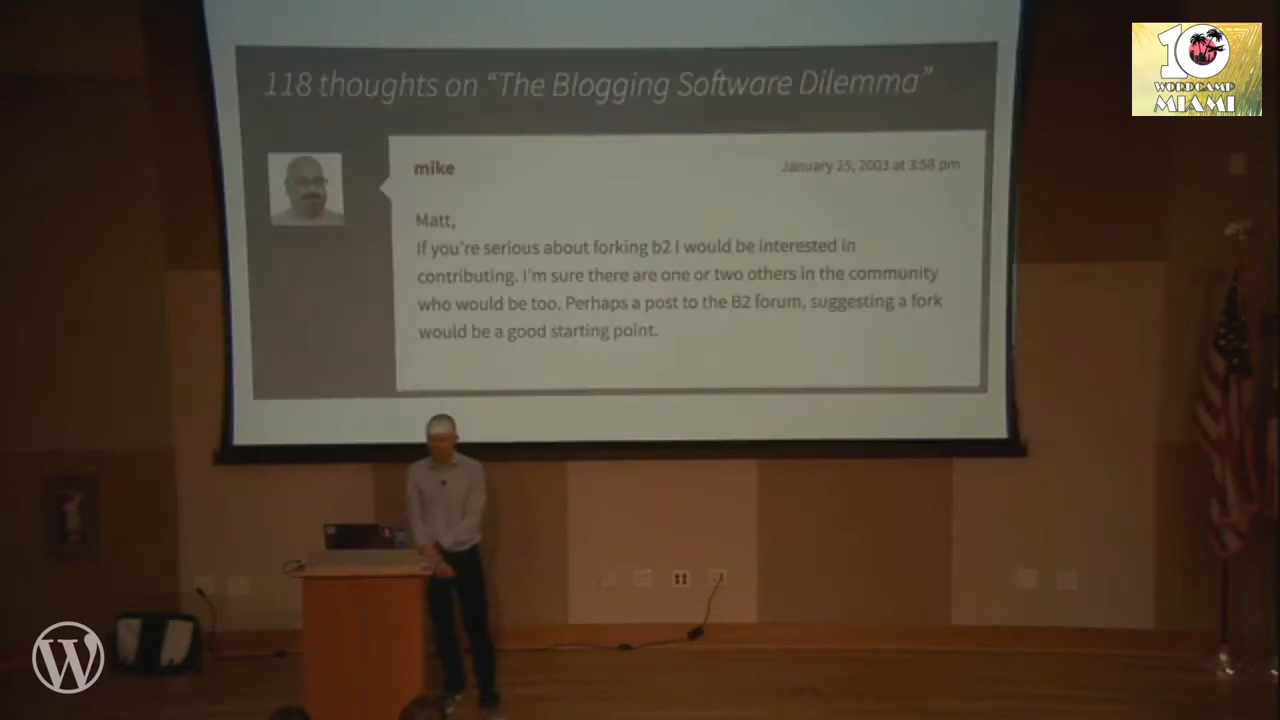 118 thoughts on “The Blogging Software Dilemma”
mike
January 25, 2003 at 3:58 pm
Matt,
If you're serious about forking b2 I would be interested in
contributing. I'm sure there are one or two others in the community
who would be too. Perhaps a post to the B2 forum, suggesting a fork
would be a good starting point.
10
WORDCAMP
MIAMI
W